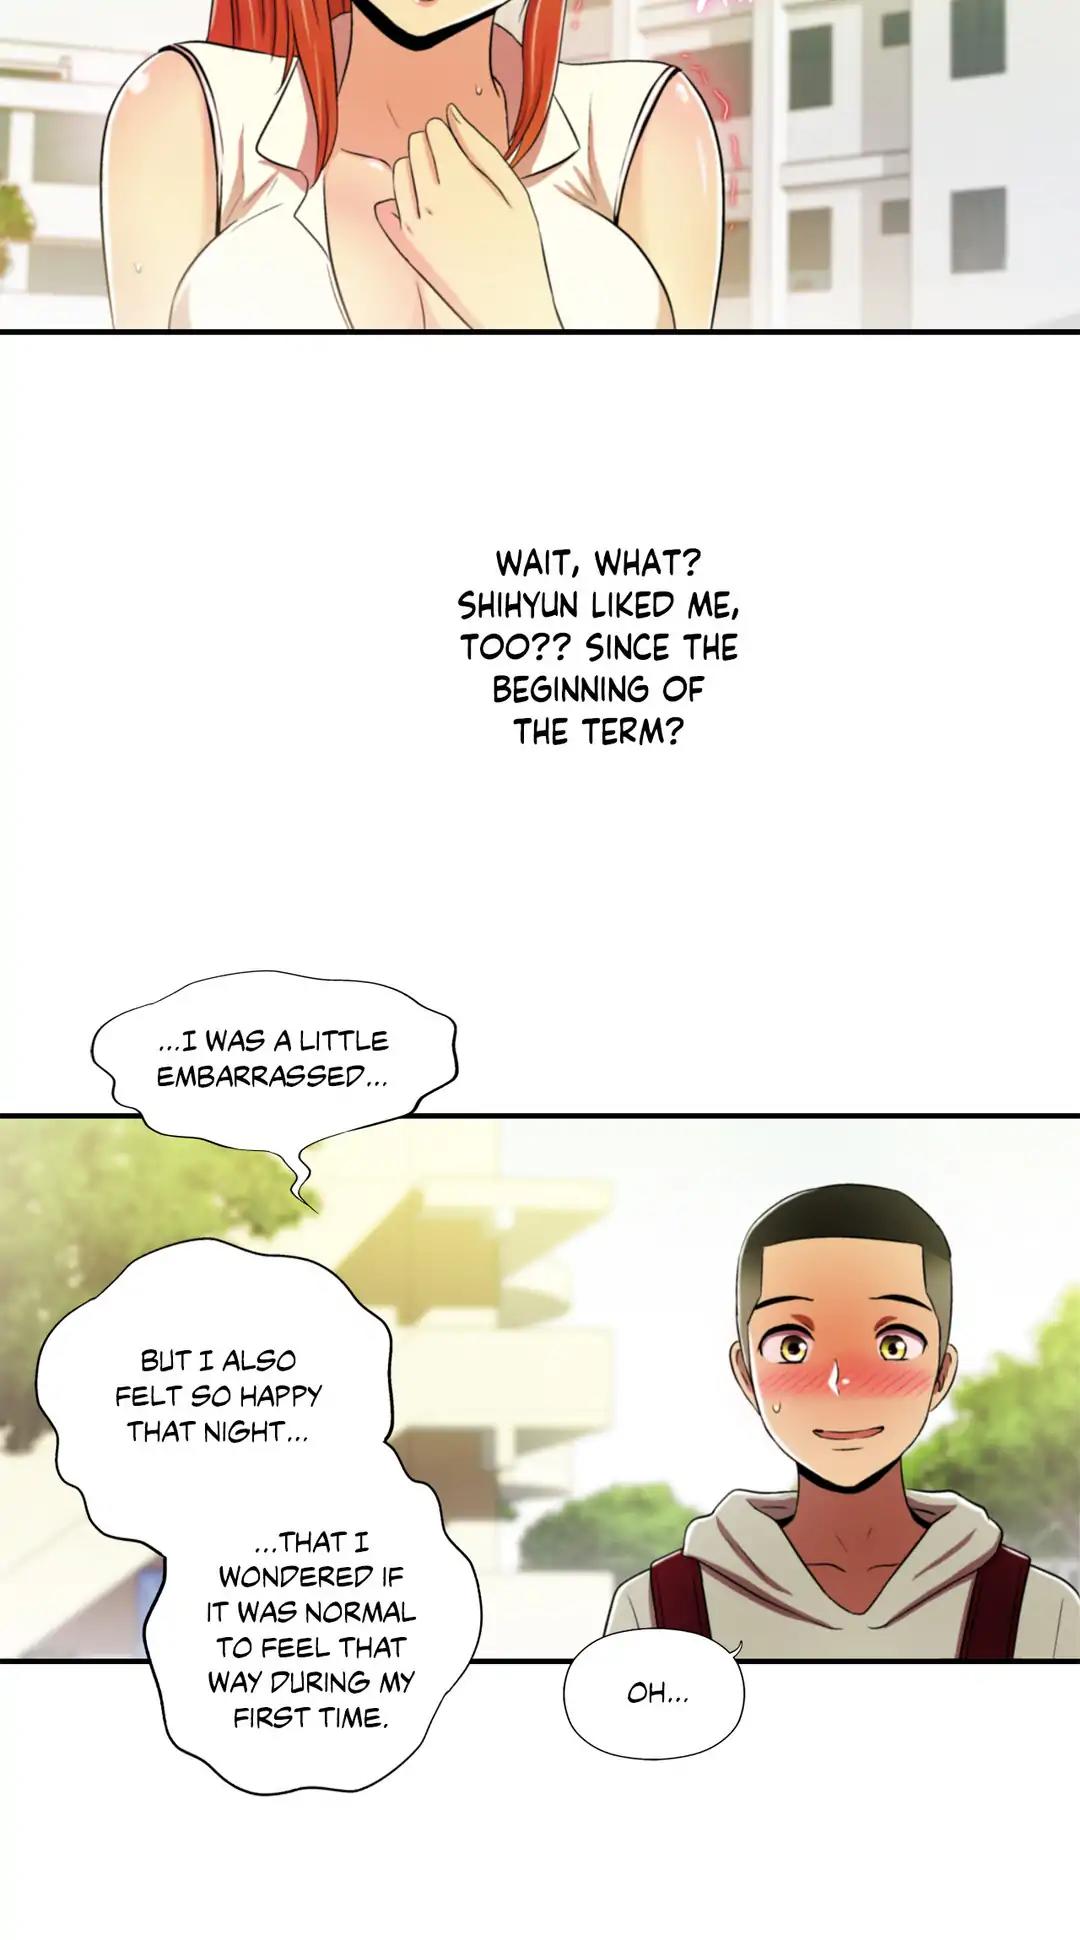 WAIT, WHAT?
SHIHYUN LIKED ME,
TOO?? SINCE THE
BEGINNING OF
THE TERM?
...I WAS A LITTLE
EMBARRASSED...
BUT I ALSO
FELT SO HAPPY
THAT NIGHT...
...THAT I
WONDERED IF
IT WAS NORMAL
TO FEEL THAT
WAY DURING MY
FIRST TIME.
OH...